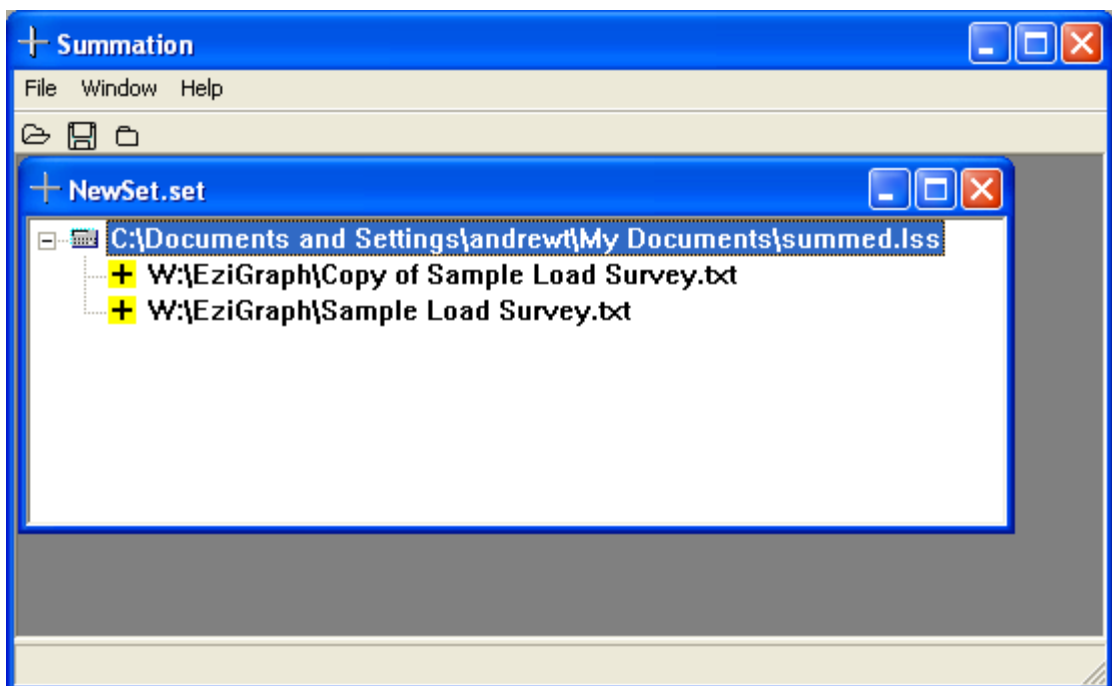 Summation
File Window Help
NewSet.set
C:\Documents and Settings\andrewt\My Documents\summed.lss
W:\EziGraph\Copy of Sample Load Survey.txt
W:\EziGraph\Sample Load Survey.txt